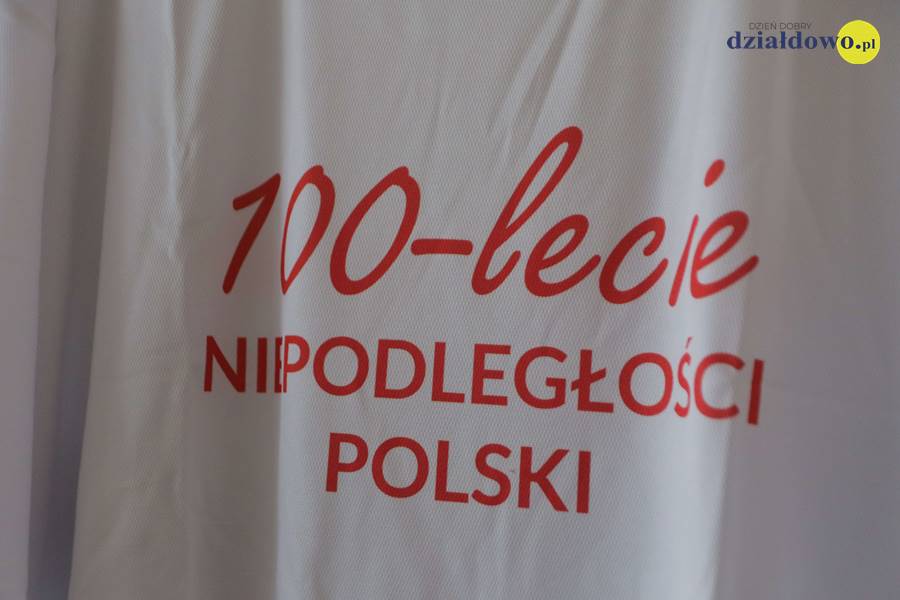 DZIEŃ DOBRY
działdowo.pl
100-lecie
NIEPODLEGŁOŚCI
POLSKI